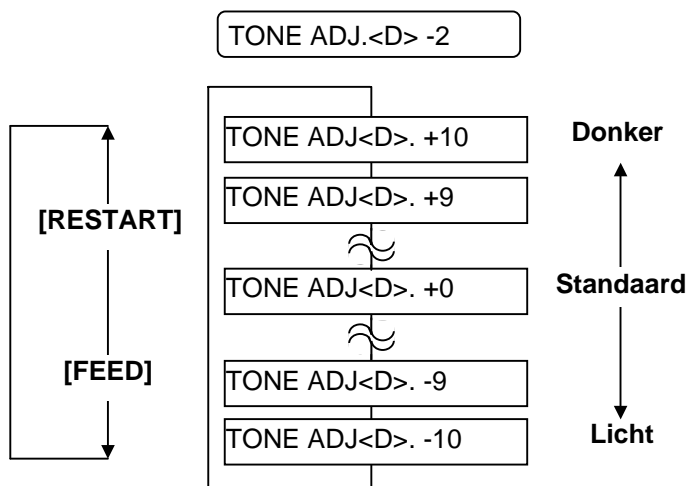 TONE ADJ.<D> -2
TONE ADJ<D>. +10
Donker
TONE ADJ<D>. +9
[RESTART]
TONE ADJ<D>. +0
Standaard
[FEED]
TONE ADJ<D>. -9
TONE ADJ<D>. -10
Licht